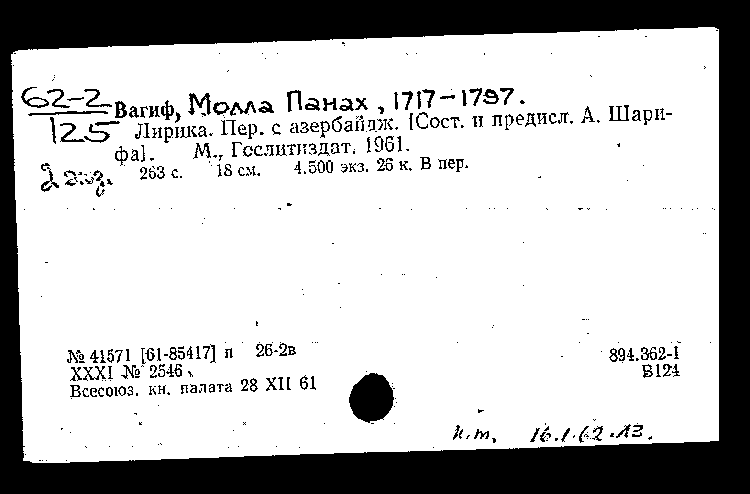 62-2
125
Вагиф, Молла Панах, 1717-1797.
Лирика. Пер. с азербайдж. [Сост. и предисл. А. Шари-
фа]. М., Гослитиздат, 1961.
2 экз. 263 с. 18 см. 4.500 экз. 26 к. В пер.
№ 41571 [61-85417] п 26-2в 894.362-1
XXXI № 2546 В124
Всесоюз. кн. палата 28 XII 61
п.т. 16.1.62.